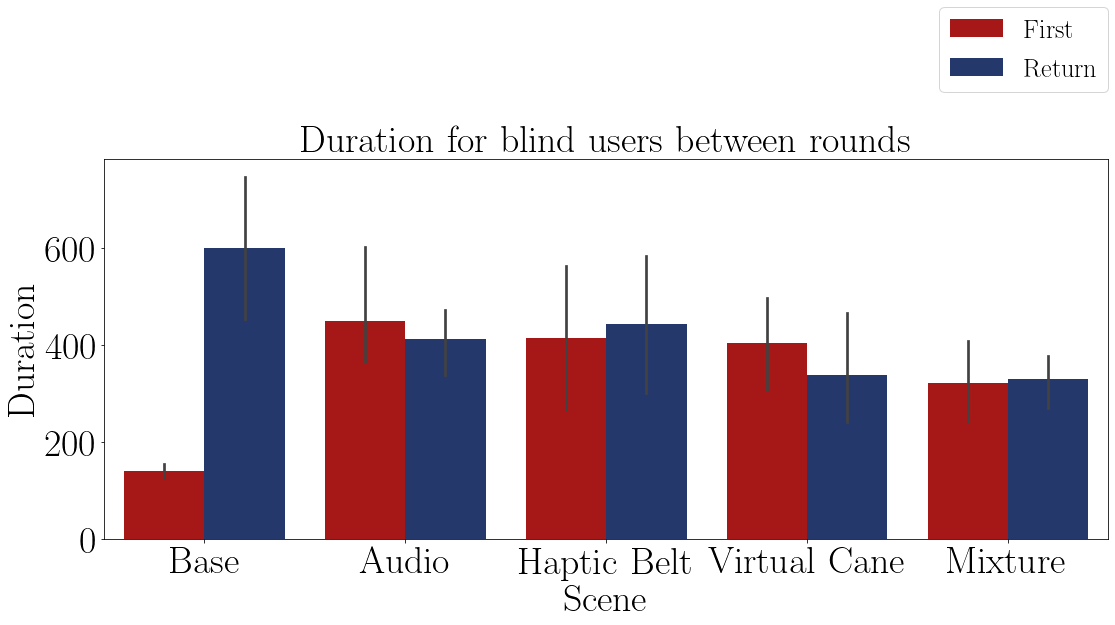 First
Return
Duration for blind users between rounds
Duration
600
400
200
0
Base Audio Haptic Belt Virtual Cane Mixture
Scene